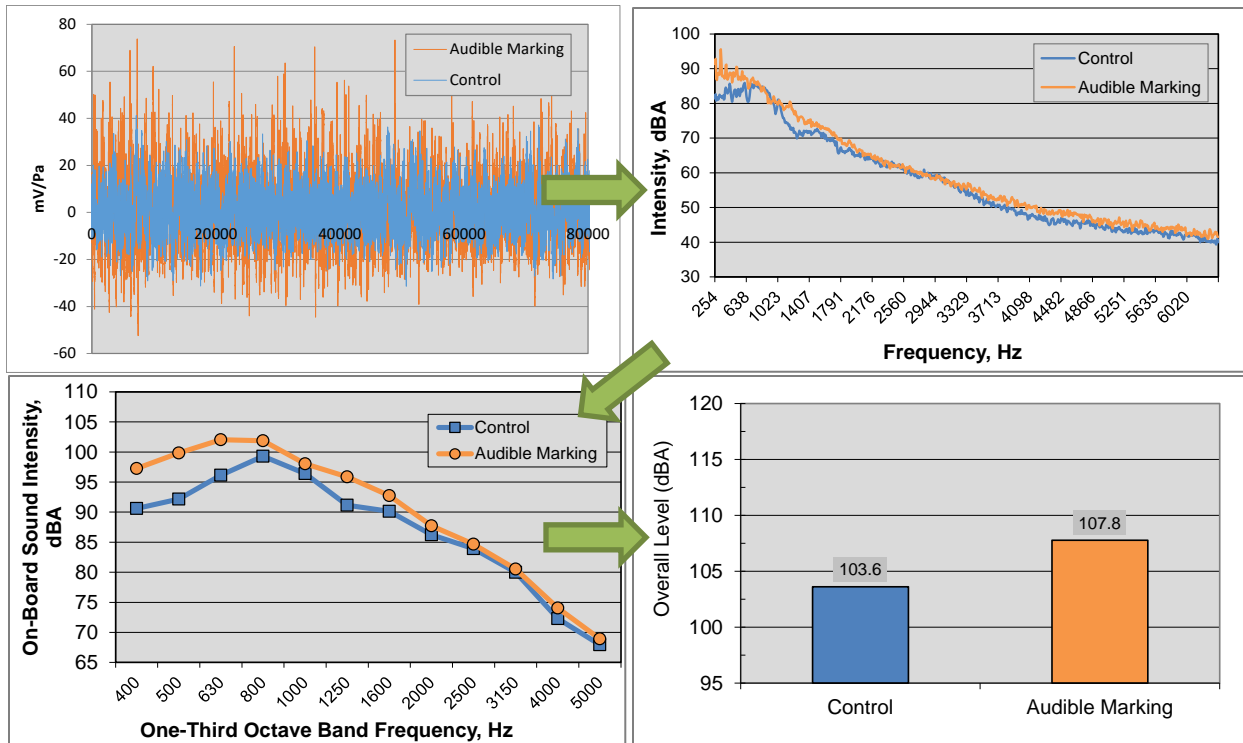 80
60
40
20
0
-20
-40
-60
mV/Pa
0 20000 40000 60000 80000
Audible Marking
Control
100
90
80
70
60
50
40
30
Intensity, dBA
Control
Audible Marking
254 638 1023 1407 1791 2176 2560 2944 3329 3713 4098 4482 4866 5251 5635 6020
Frequency, Hz
110
105
100
95
90
85
80
75
70
65
On-Board Sound Intensity,
dBA
Control
Audible Marking
400 500 630 800 1000 1250 1600 2000 2500 3150 4000 5000
One-Third Octave Band Frequency, Hz
120
115
110
105
100
95
Overall Level (dBA)
103.6
107.8
Control Audible Marking